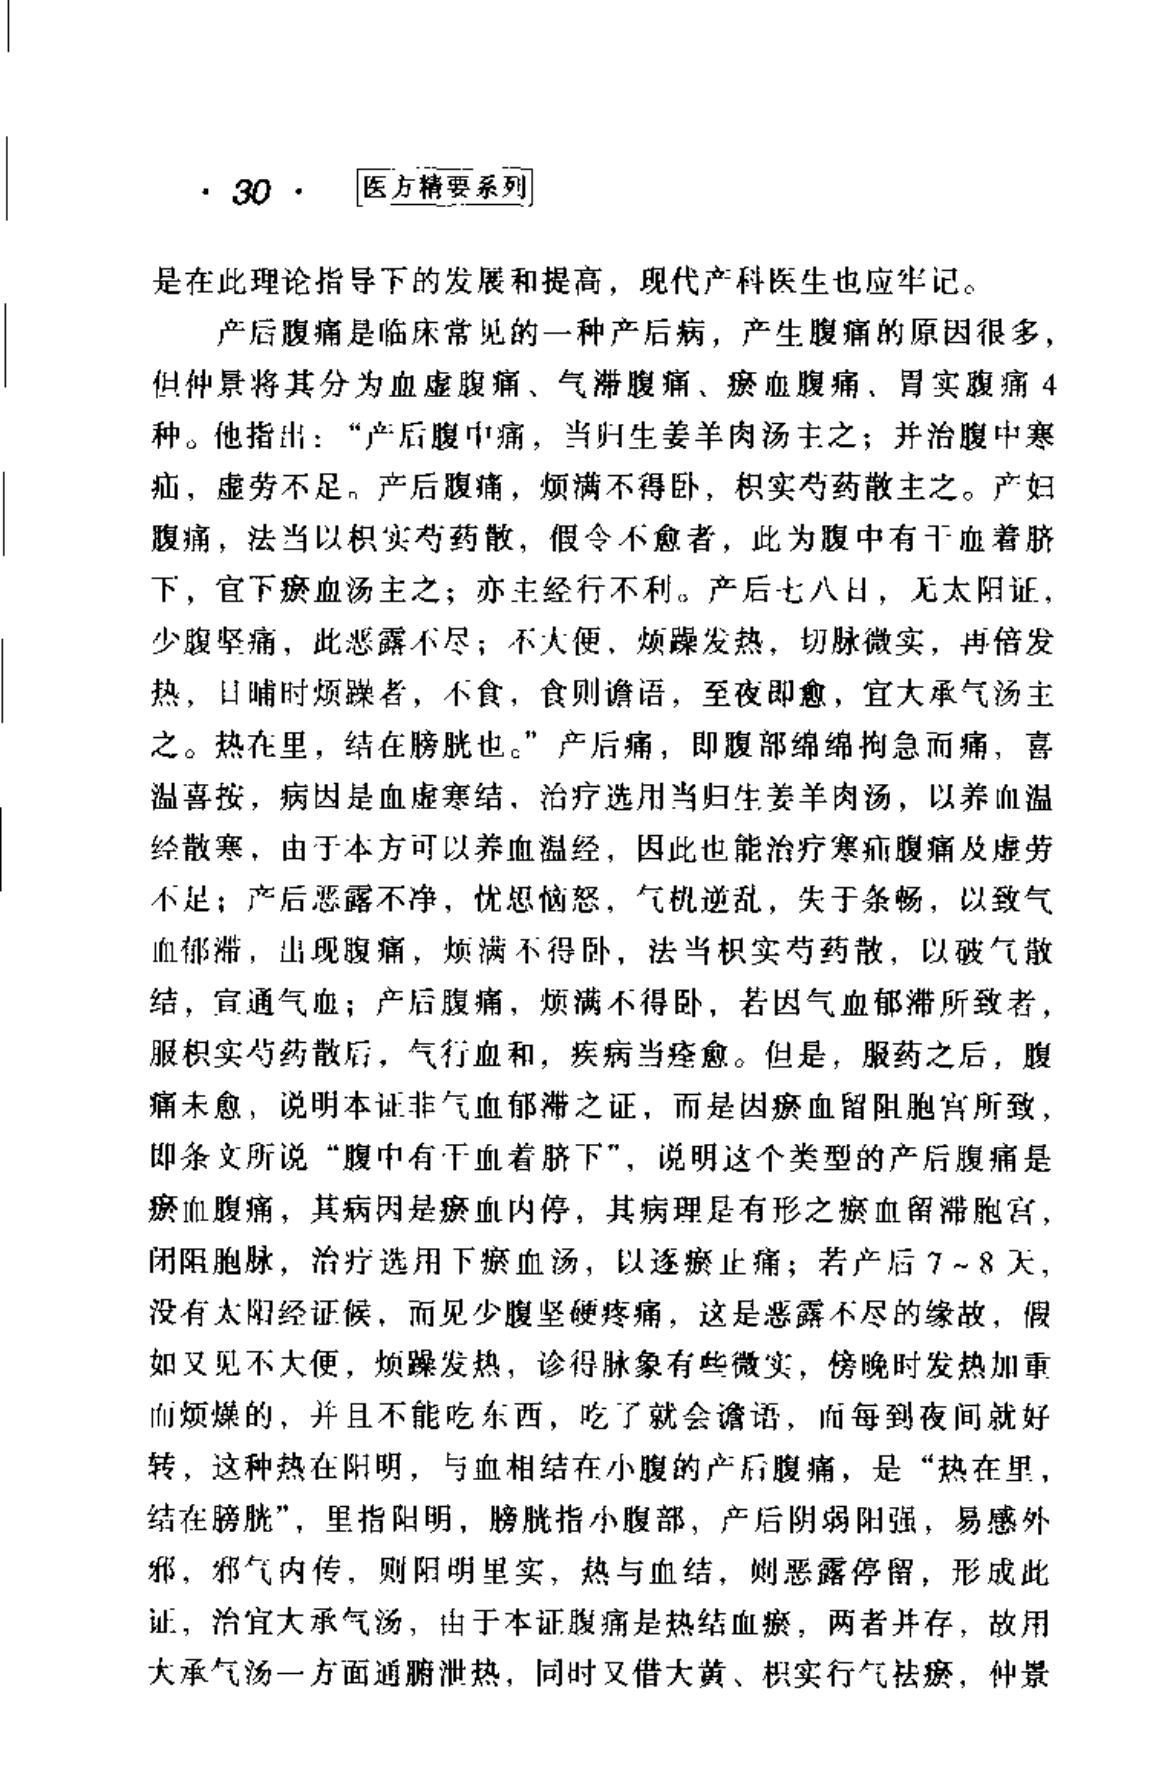 · 30 · 医方精要系列
是在此理论指导下的发展和提高，现代产科医生也应牢记。
产后腹痛是临床常见的一种产后病，产生腹痛的原因很多，
但仲景将其分为血虚腹痛、气滞腹痛、瘀血腹痛、胃实腹痛4
种。他指出：“产后腹中痛，当归生姜羊肉汤主之；并治腹中寒
疝，虚劳不足。产后腹痛，烦满不得卧，枳实芍药散主之。产妇
腹痛，法当以枳实芍药散，假令不愈者，此为腹中有干血着脐
下，宜下瘀血汤主之；亦主经行不利。产后七八日，无太阳证，
少腹坚痛，此恶露不尽；不大便，烦躁发热，切脉微实，再倍发
热，日晡时烦躁者，不食，食则谵语，至夜即愈，宜大承气汤主
之。热在里，结在膀胱也。”产后痛，即腹部绵绵拘急而痛，喜
温喜按，病因是血虚寒结，治疗选用当归生姜羊肉汤，以养血温
经散寒，由于本方可以养血温经，因此也能治疗寒疝腹痛及虚劳
不足；产后恶露不净，忧思恼怒，气机逆乱，失于条畅，以致气
血郁滞，出现腹痛，烦满不得卧，法当枳实芍药散，以破气散
结，宣通气血；产后腹痛，烦满不得卧，若因气血郁滞所致者，
服枳实芍药散后，气行血和，疾病当痊愈。但是，服药之后，腹
痛未愈，说明本证非气血郁滞之证，而是因瘀血留阻胞宫所致，
即条文所说“腹中有干血着脐下”，说明这个类型的产后腹痛是
瘀血腹痛，其病因是瘀血内停，其病理是有形之瘀血留滞胞宫，
闭阻胞脉，治疗选用下瘀血汤，以逐瘀止痛；若产后7~8天，
没有太阳经证候，而见少腹坚硬疼痛，这是恶露不尽的缘故，假
如又见不大便，烦躁发热，诊得脉象有些微实，傍晚时发热加重
而烦燥的，并且不能吃东西，吃了就会谵语，而每到夜间就好
转，这种热在阳明，与血相结在小腹的产后腹痛，是“热在里，
结在膀胱”，里指阳明，膀胱指小腹部，产后阴弱阳强，易感外
邪，邪气内传，则阳明里实，热与血结，则恶露停留，形成此
证，治宜大承气汤，由于本证腹痛是热结血瘀，两者并存，故用
大承气汤一方面通腑泄热，同时又借大黄、枳实行气祛瘀，仲景